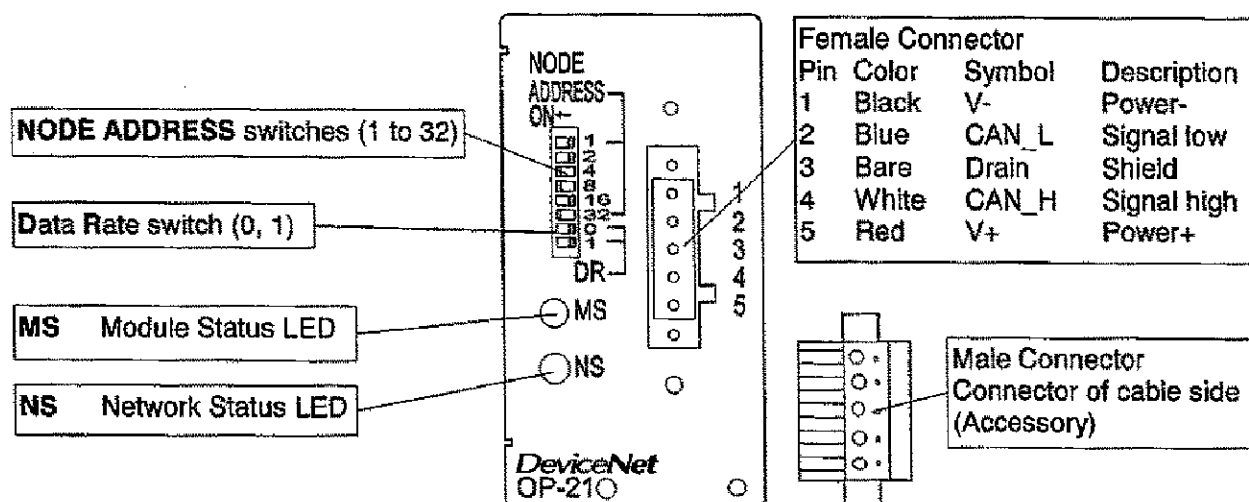 NODE ADDRESS switches (1 to 32)
Data Rate switch (0, 1)
MS Module Status LED
NS Network Status LED
NODE
ADDRESS
ON←
1
2
4
8
16
32
0
1
DR
MS
NS
1
2
3
4
5
DeviceNet
OP-21
Female Connector
Pin Color Symbol Description
1 Black V- Power-
2 Blue CAN_L Signal low
3 Bare Drain Shield
4 White CAN_H Signal high
5 Red V+ Power+
Male Connector
Connector of cable side
(Accessory)